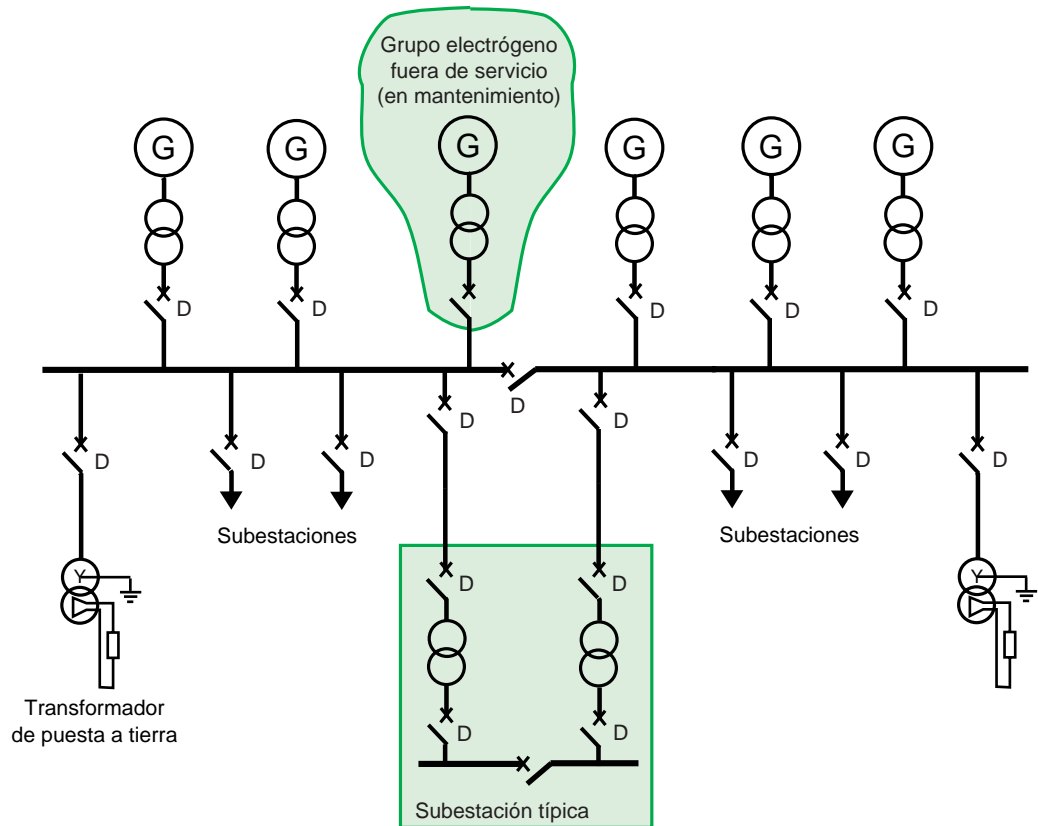 Grupo electrógeno
fuera de servicio
(en mantenimiento)
G G G G G G
D D D D D
D
D D D D D D D D
Subestaciones
Subestaciones
D D
Y Y
Transformador
de puesta a tierra
D D
Subestación típica